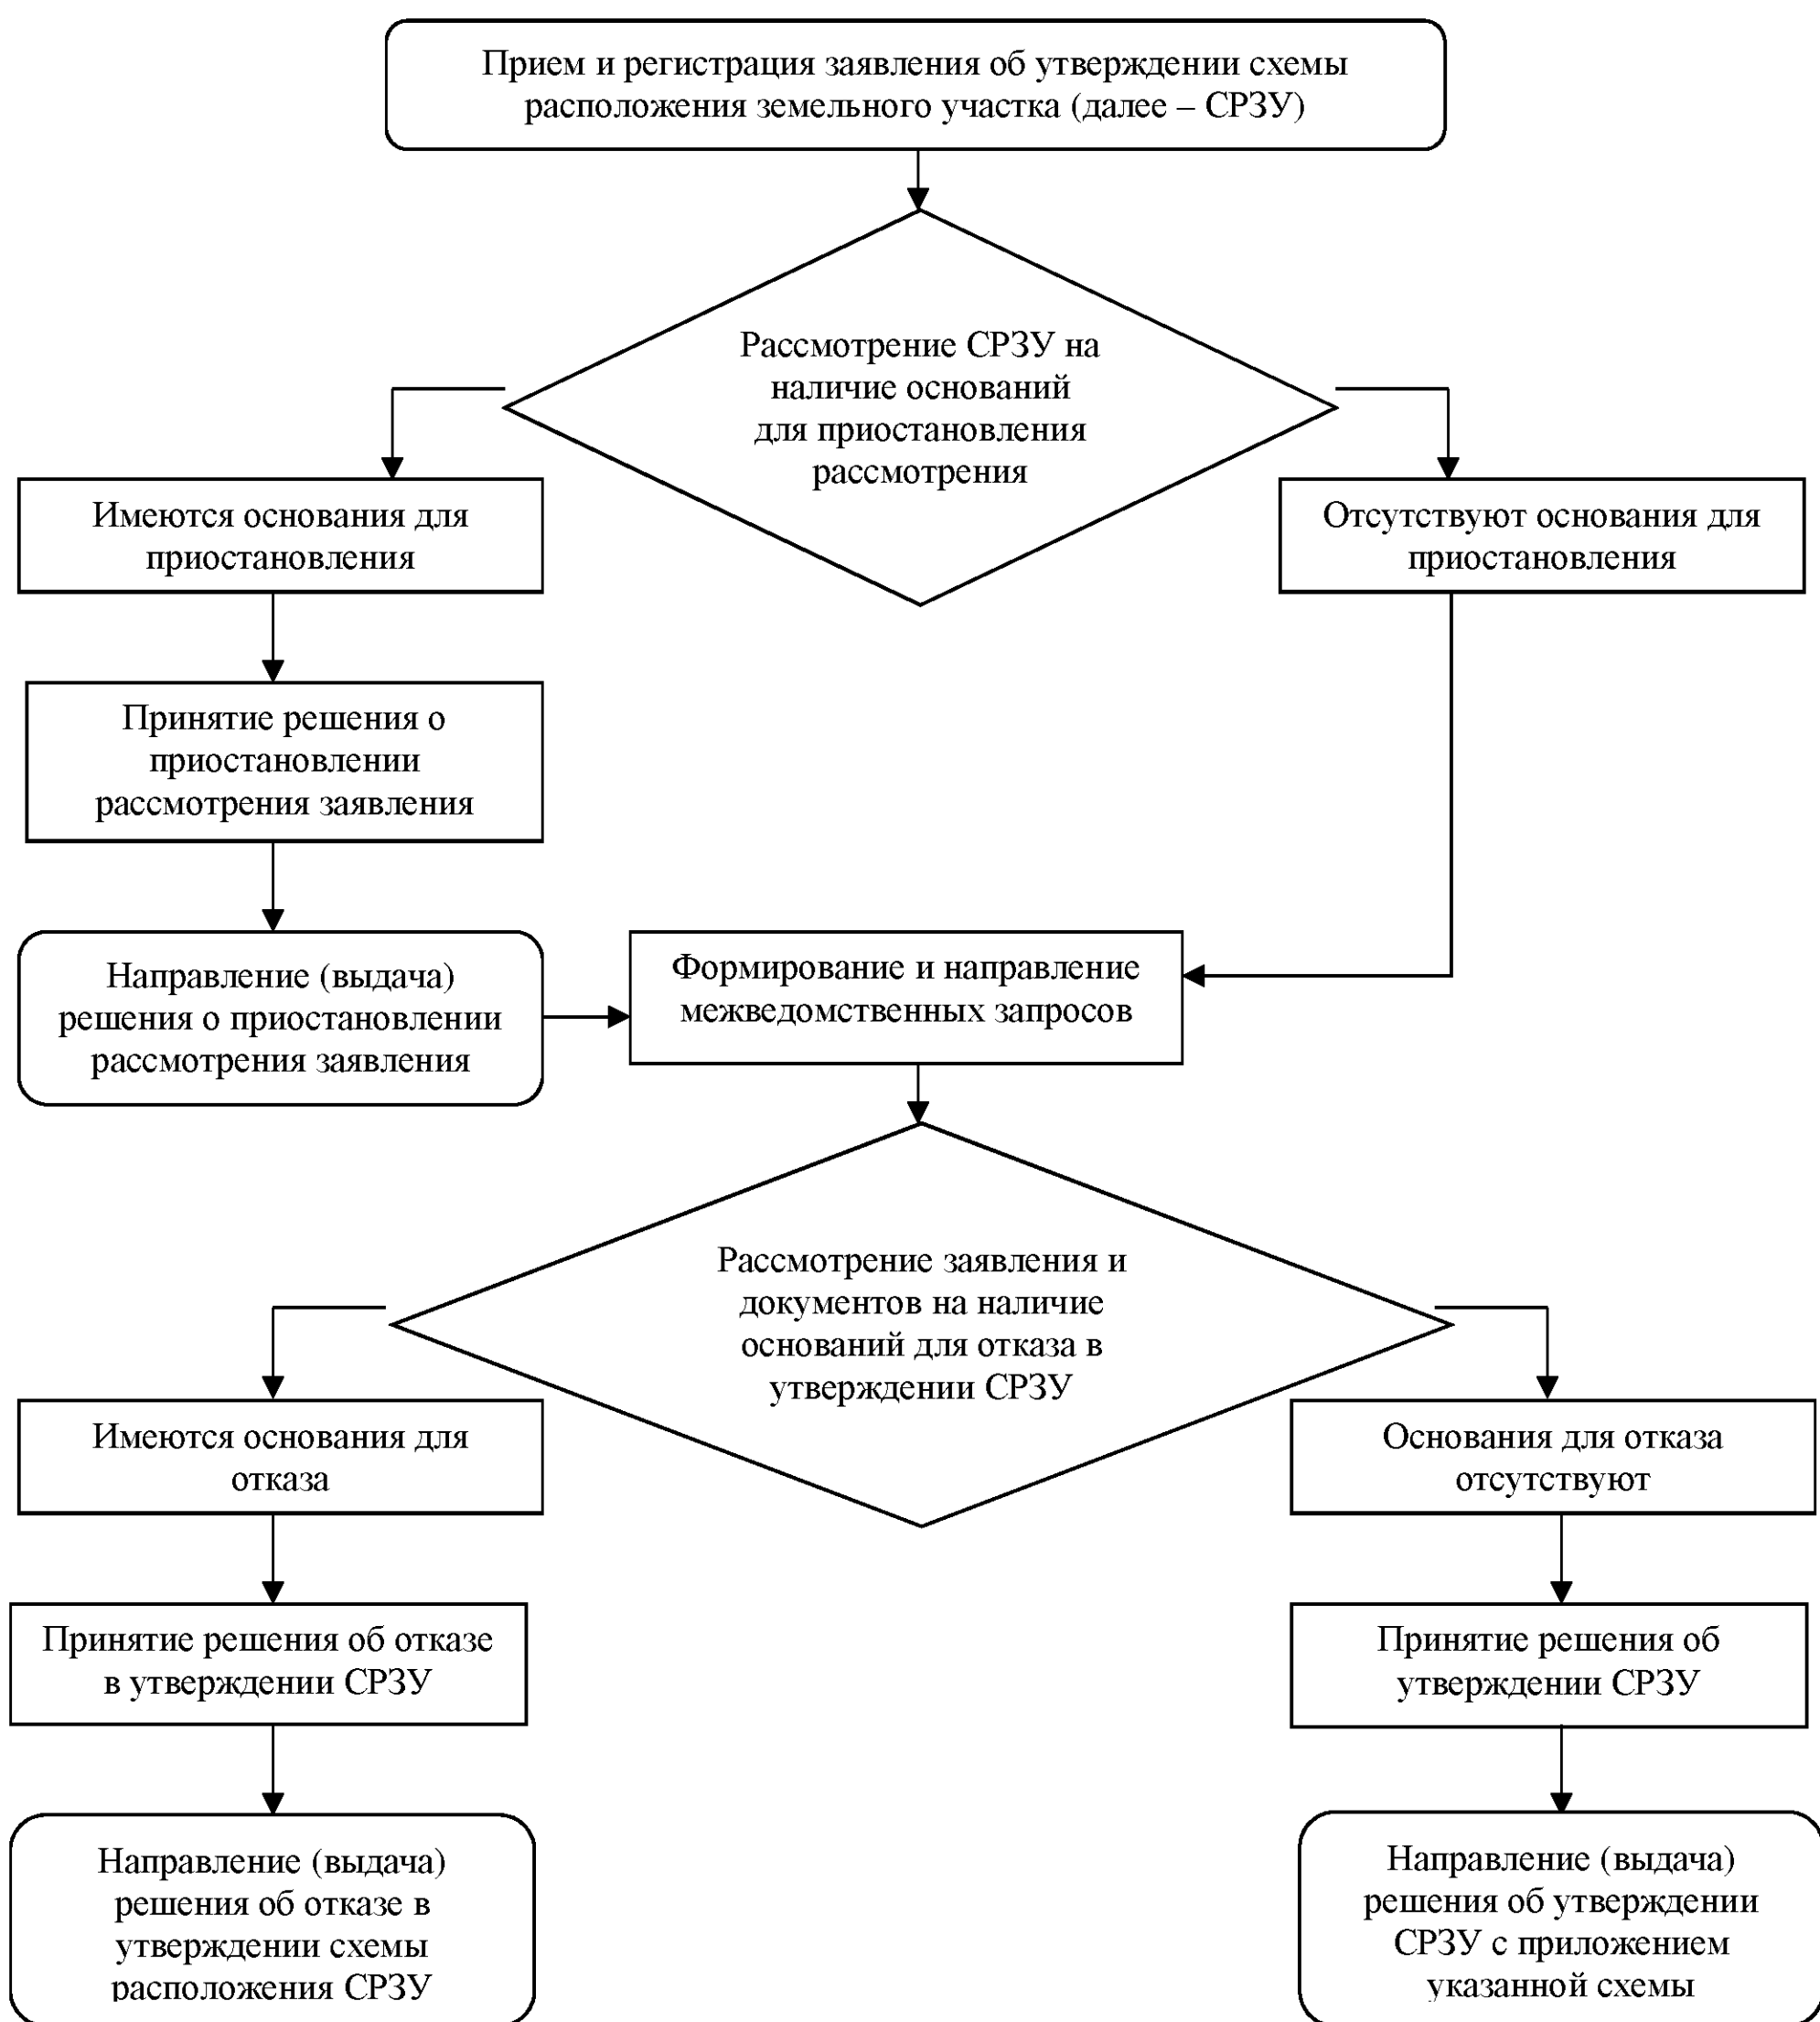 Прием и регистрация заявления об утверждении схемы
расположения земельного участка (далее – СРЗУ)
Рассмотрение СРЗУ на
наличие оснований
для приостановления
рассмотрения
Имеются основания для
приостановления
Отсутствуют основания для
приостановления
Принятие решения о
приостановлении
рассмотрения заявления
Направление (выдача)
решения о приостановлении
рассмотрения заявления
Формирование и направление
межведомственных запросов
Рассмотрение заявления и
документов на наличие
оснований для отказа в
утверждении СРЗУ
Имеются основания для
отказа
Основания для отказа
отсутствуют
Принятие решения об отказе
в утверждении СРЗУ
Принятие решения об
утверждении СРЗУ
Направление (выдача)
решения об отказе в
утверждении схемы
расположения СРЗУ
Направление (выдача)
решения об утверждении
СРЗУ с приложением
указанной схемы